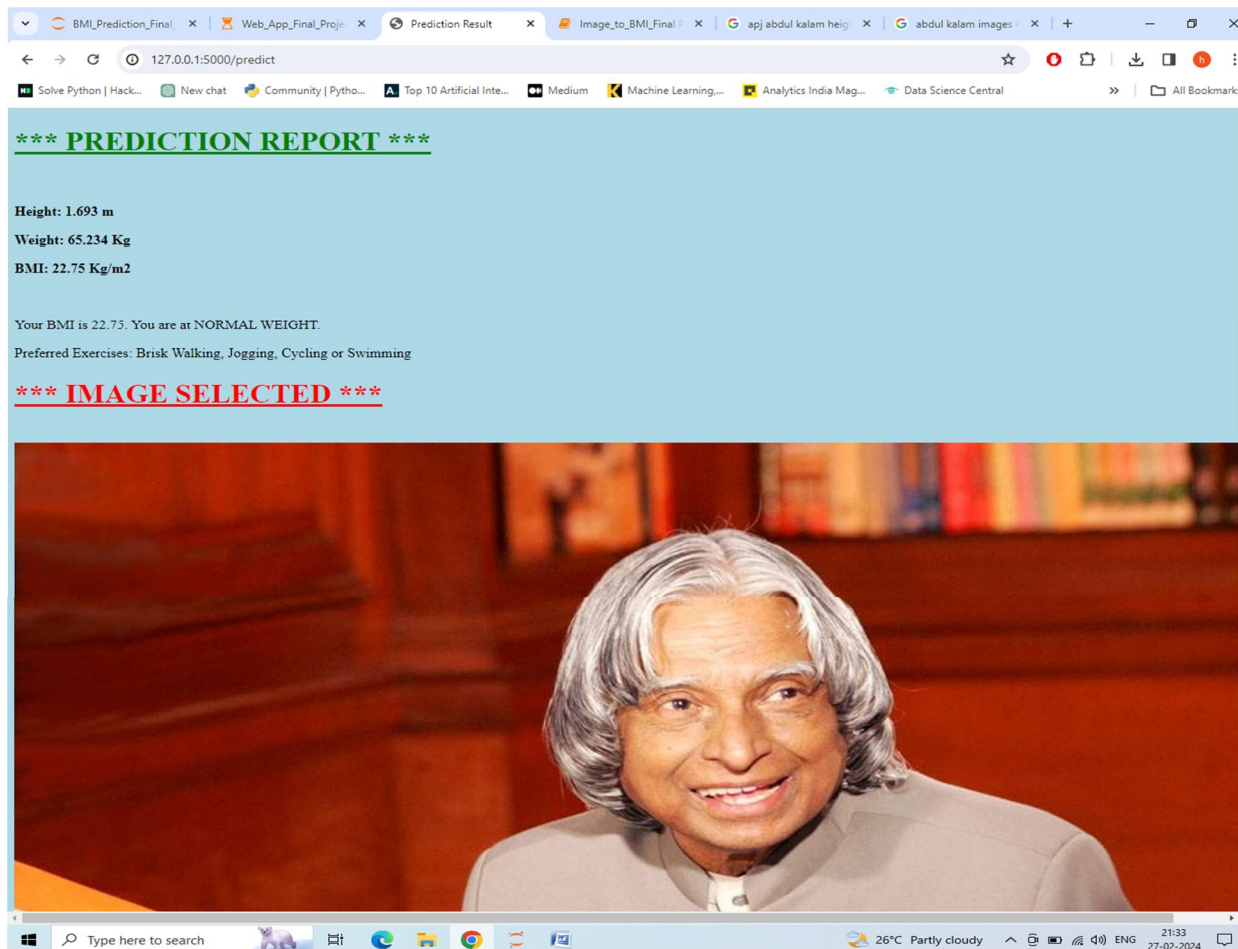 BMI_Prediction_Final_
Web_App_Final_Proje
Prediction Result
Image_to_BMI_Final P
apj abdul kalam heig
abdul kalam images
127.0.0.1:5000/predict
Solve Python | Hack... New chat Community | Pytho... Top 10 Artificial Inte... Medium Machine Learning,... Analytics India Mag... Data Science Central » All Bookmarks
*** PREDICTION REPORT ***
Height: 1.693 m
Weight: 65.234 Kg
BMI: 22.75 Kg/m2
Your BMI is 22.75. You are at NORMAL WEIGHT.
Preferred Exercises: Brisk Walking, Jogging, Cycling or Swimming
*** IMAGE SELECTED ***
Type here to search
26°C Partly cloudy
ENG
21:33
27-02-2024